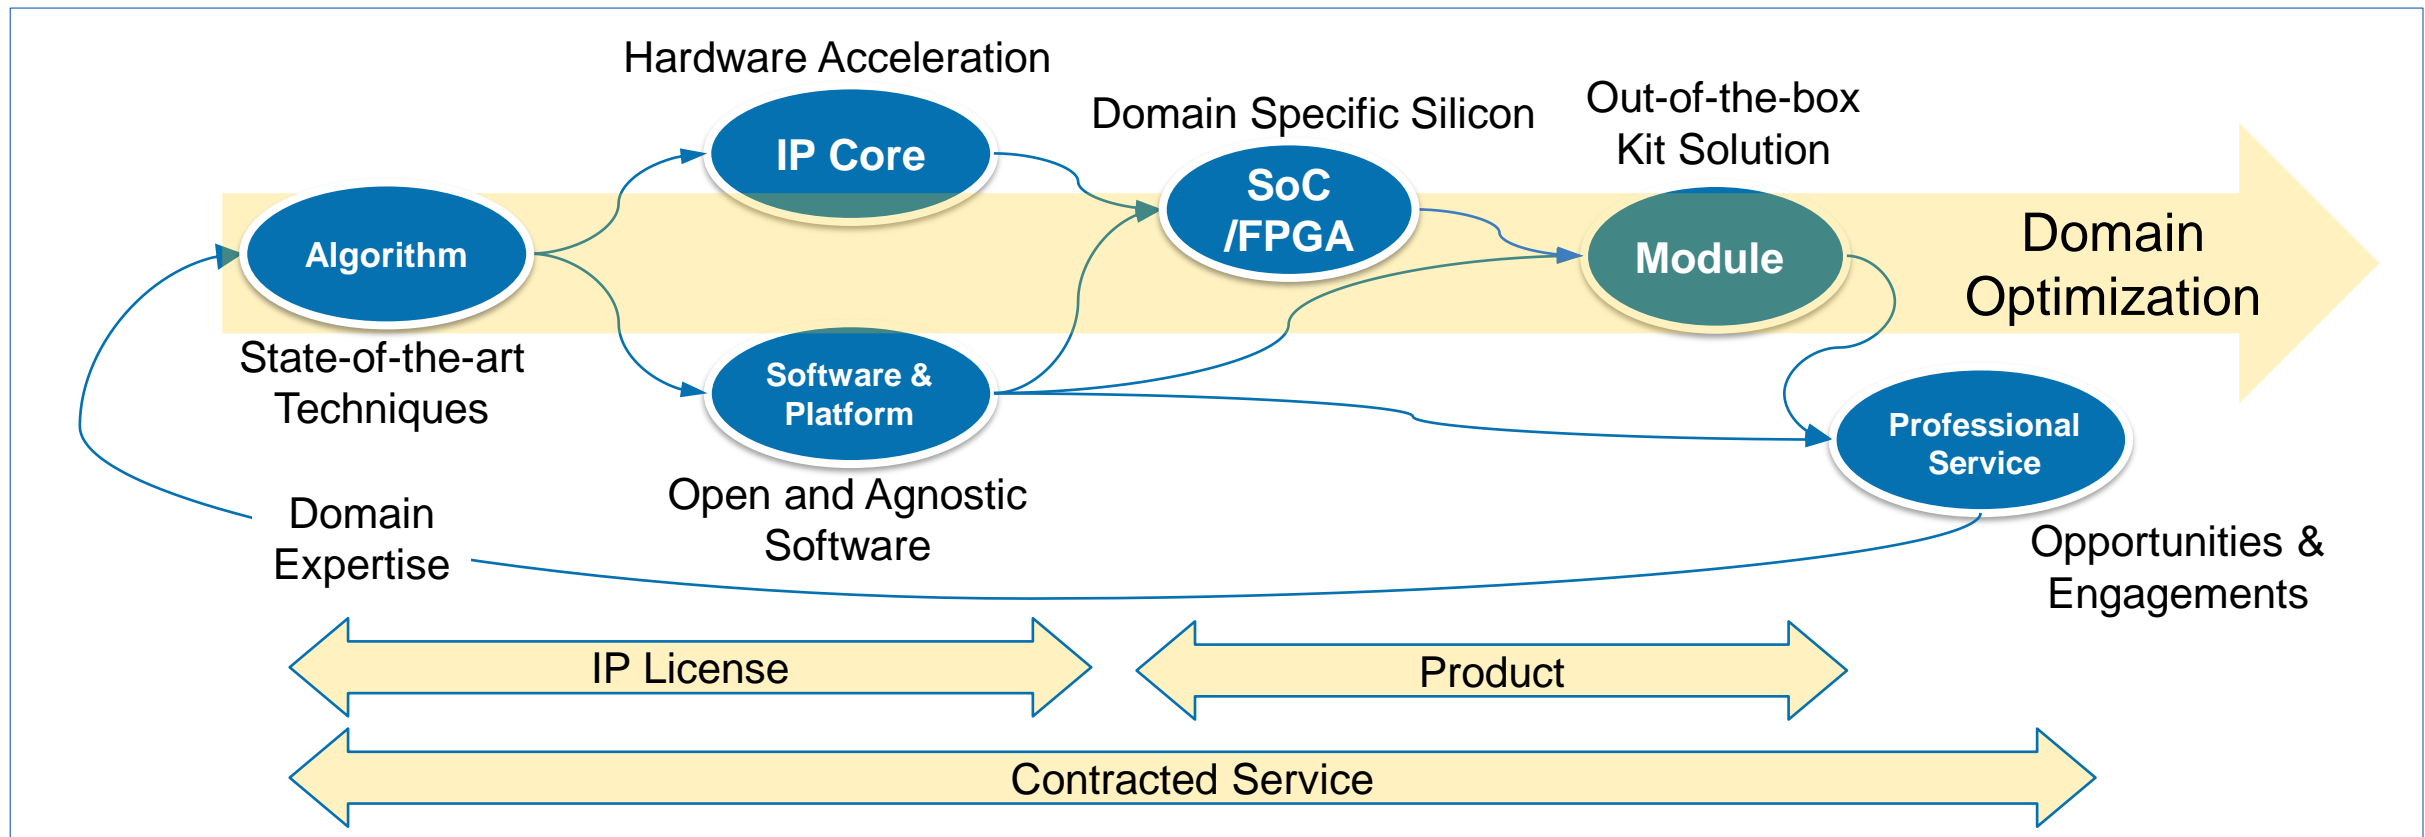 Hardware Acceleration
IP Core
Domain Specific Silicon
SoC
/FPGA
Out-of-the-box
Kit Solution
Module
Domain
Optimization
Algorithm
State-of-the-art
Techniques
Software &
Platform
Open and Agnostic
Software
Professional
Service
Opportunities &
Engagements
Domain
Expertise
IP License
Product
Contracted Service